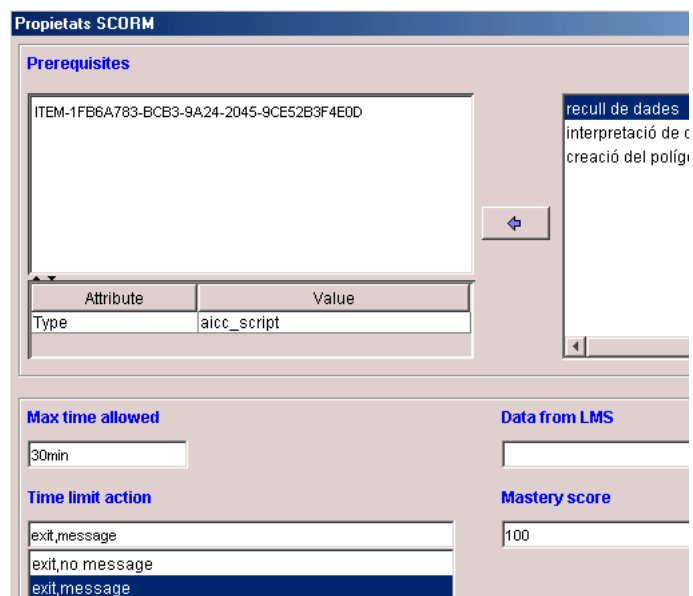 Propietats SCORM
Prerequisites
ITEM-1FB6A783-BCB3-9A24-2045-9CE52B3F4E0D
recull de dades
interpretació de
creació del
Attribute Value
Type aicc_script
Max time allowed
Data from LMS
30min
Time limit action
Mastery score
exit,message
100
exit,no message
exit,message